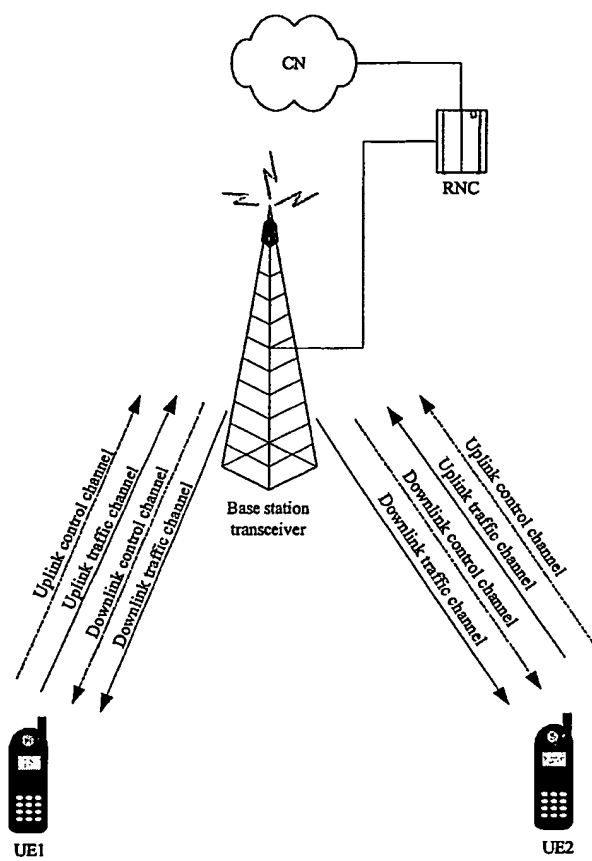 CN
RNC
Base station
transceiver
Uplink control channel
Uplink traffic channel
Downlink control channel
Downlink traffic channel
Uplink control channel
Uplink traffic channel
Downlink control channel
Downlink traffic channel
UE1
UE2